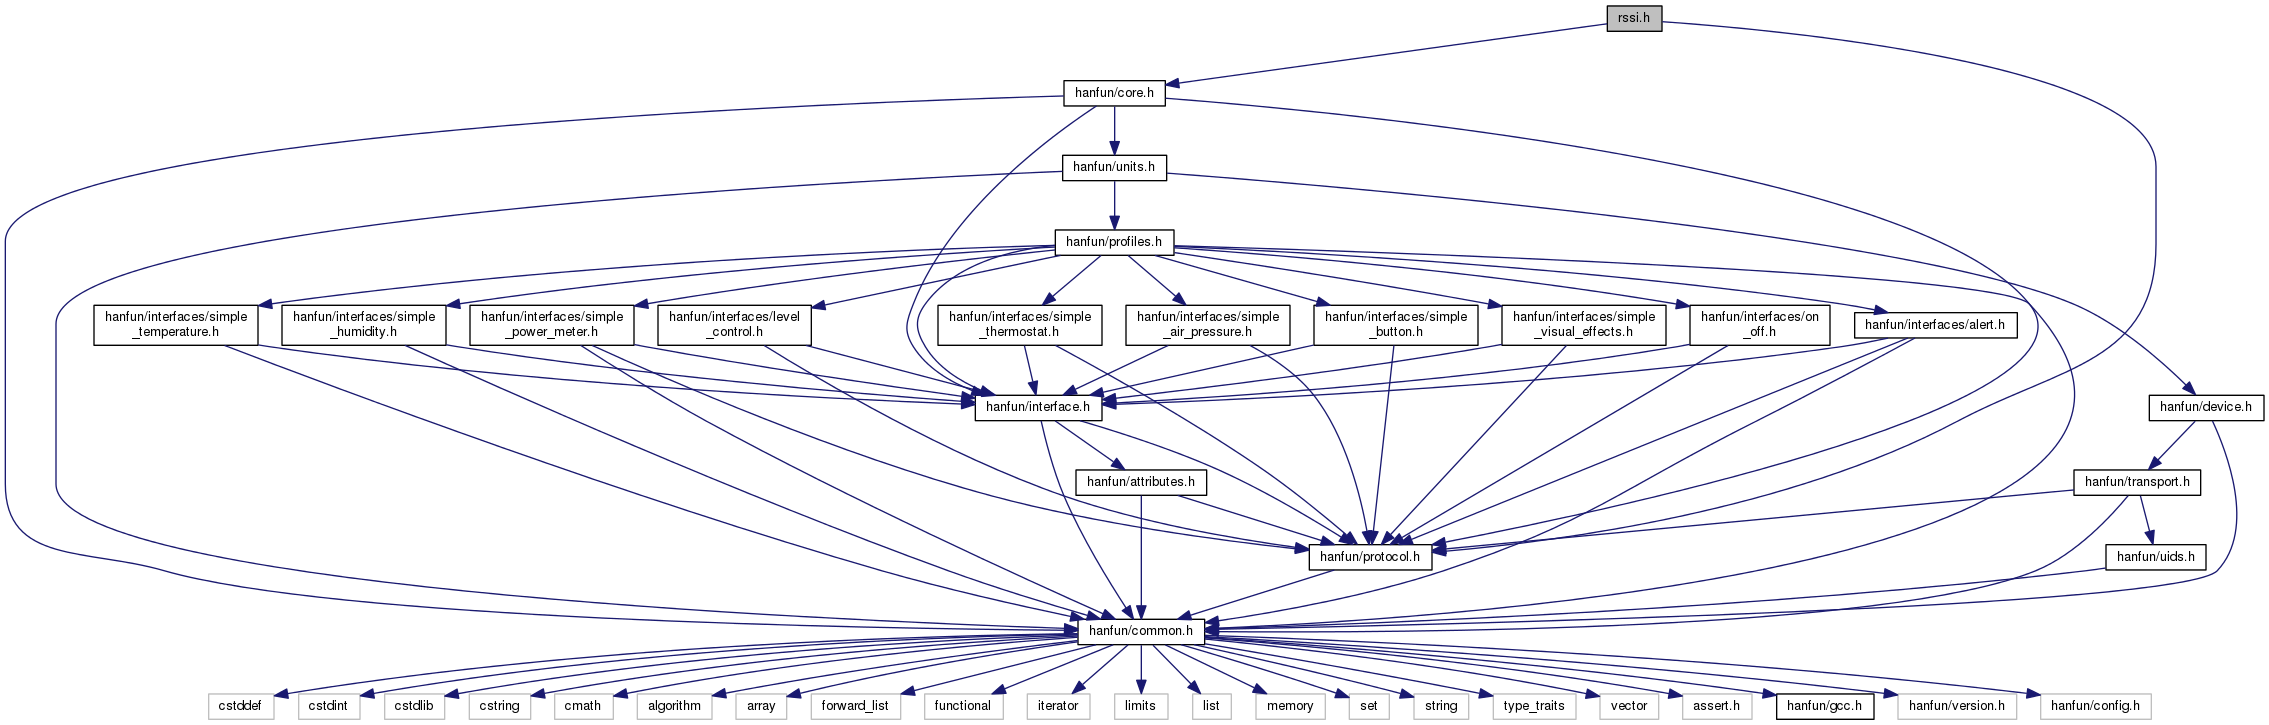 rssi.h
hanfun/core.h
hanfun/units.h
hanfun/profiles.h
hanfun/interfaces/simple
_temperature.h
hanfun/interfaces/simple
_humidity.h
hanfun/interfaces/simple
_power_meter.h
hanfun/interfaces/level
_control.h
hanfun/interfaces/simple
_thermostat.h
hanfun/interfaces/simple
_air_pressure.h
hanfun/interfaces/simple
_button.h
hanfun/interfaces/simple
_visual_effects.h
hanfun/interfaces/on
_off.h
hanfun/interfaces/alert.h
hanfun/interface.h
hanfun/device.h
hanfun/attributes.h
hanfun/transport.h
hanfun/protocol.h
hanfun/uids.h
hanfun/common.h
cstddef
cstdint
cstdlib
cstring
cmath
algorithm
array
forward_list
functional
iterator
limits
list
memory
set
string
type_traits
vector
assert.h
hanfun/gcc.h
hanfun/version.h
hanfun/config.h